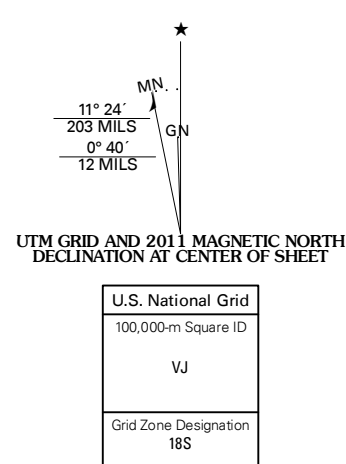 ★
MN
11° 24´
203 MILS
GN
0° 40´
12 MILS
UTM GRID AND 2011 MAGNETIC NORTH
DECLINATION AT CENTER OF SHEET
U.S. National Grid
100,000-m Square ID
VJ
Grid Zone Designation
18S